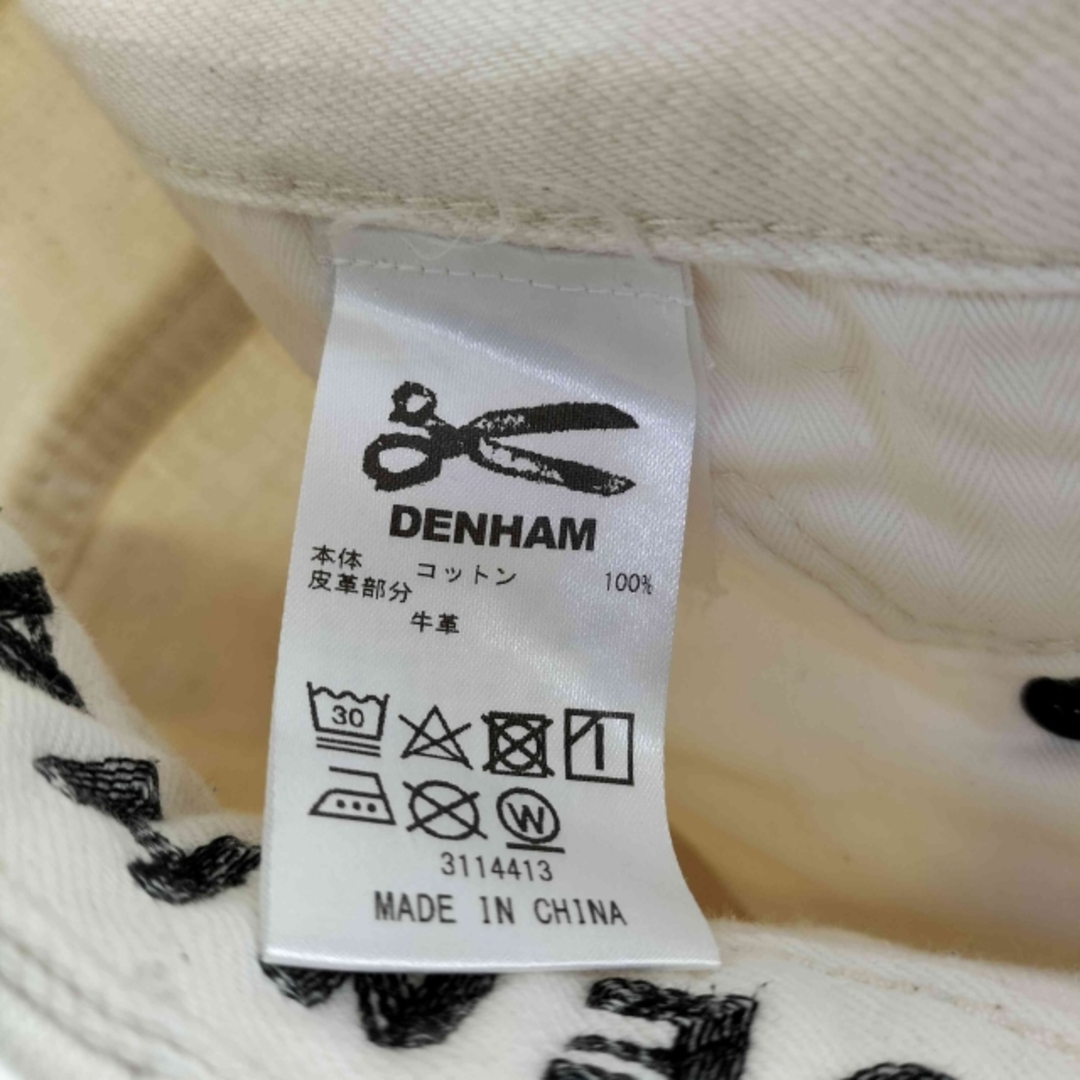 DENHAM
本体 コットン 100%
皮革部分
牛革
30
W
3114413
MADE IN CHINA